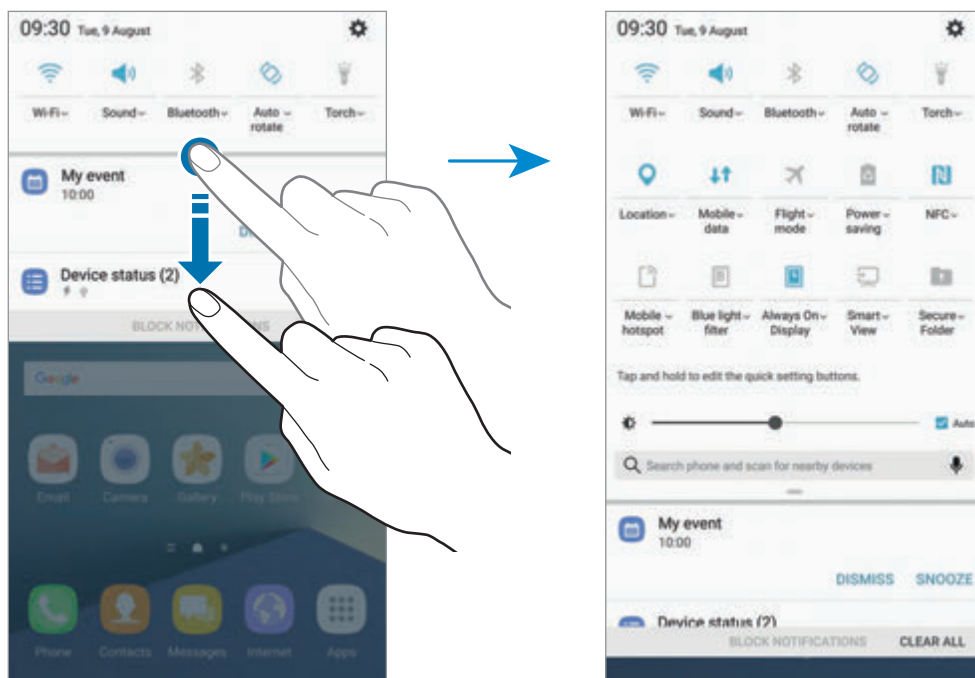 09:30 Tue, 9 August
Wi-Fi Sound Bluetooth Auto rotate Torch
My event
10:00
Device status (2)
BLOCK
Google
Email Camera Gallery Play Store
Phone Contacts Messages Internet Apps
09:30 Tue, 9 August
Wi-Fi Sound Bluetooth Auto rotate Torch
Location Mobile data Flight mode Power saving NFC
Mobile hotspot Blue light filter Always On Display Smart View Secure Folder
Tap and hold to edit the quick setting buttons.
Auto
Search phone and scan for nearby devices
My event
10:00
DISMISS SNOOZE
Device status (2)
BLOCK NOTIFICATIONS CLEAR ALL